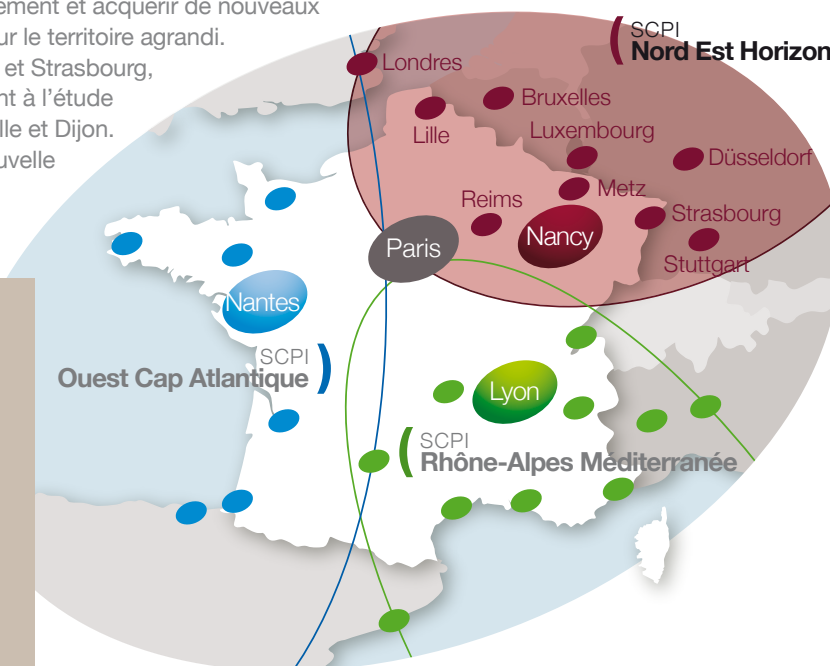 ement et acquérir de nouveaux
ur le territoire agrandi.
et Strasbourg,
nt à l'étude
lle et Dijon.
uvelle
SCPI
Nord Est Horizon
Londres
Bruxelles
Lille
Luxembourg
Düsseldorf
Metz
Reims
Strasbourg
Nancy
Paris
Stuttgart
Nantes
SCPI
Ouest Cap Atlantique
Lyon
SCPI
Rhône-Alpes Méditerranée